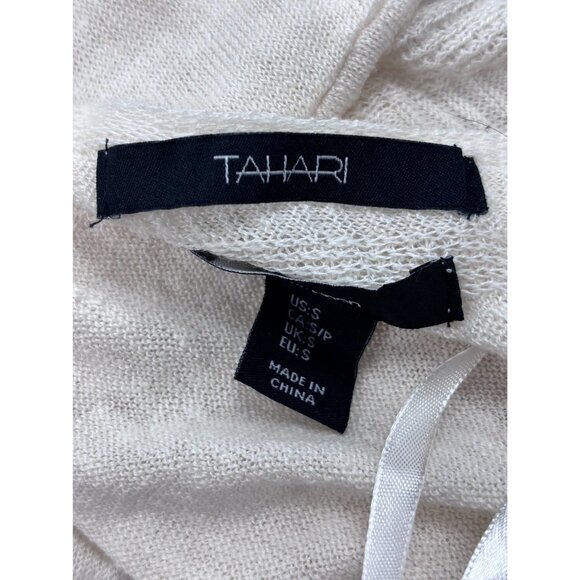 TAHARI
US:S
CA:S/P
UK:S
EU:S
MADE IN
CHINA